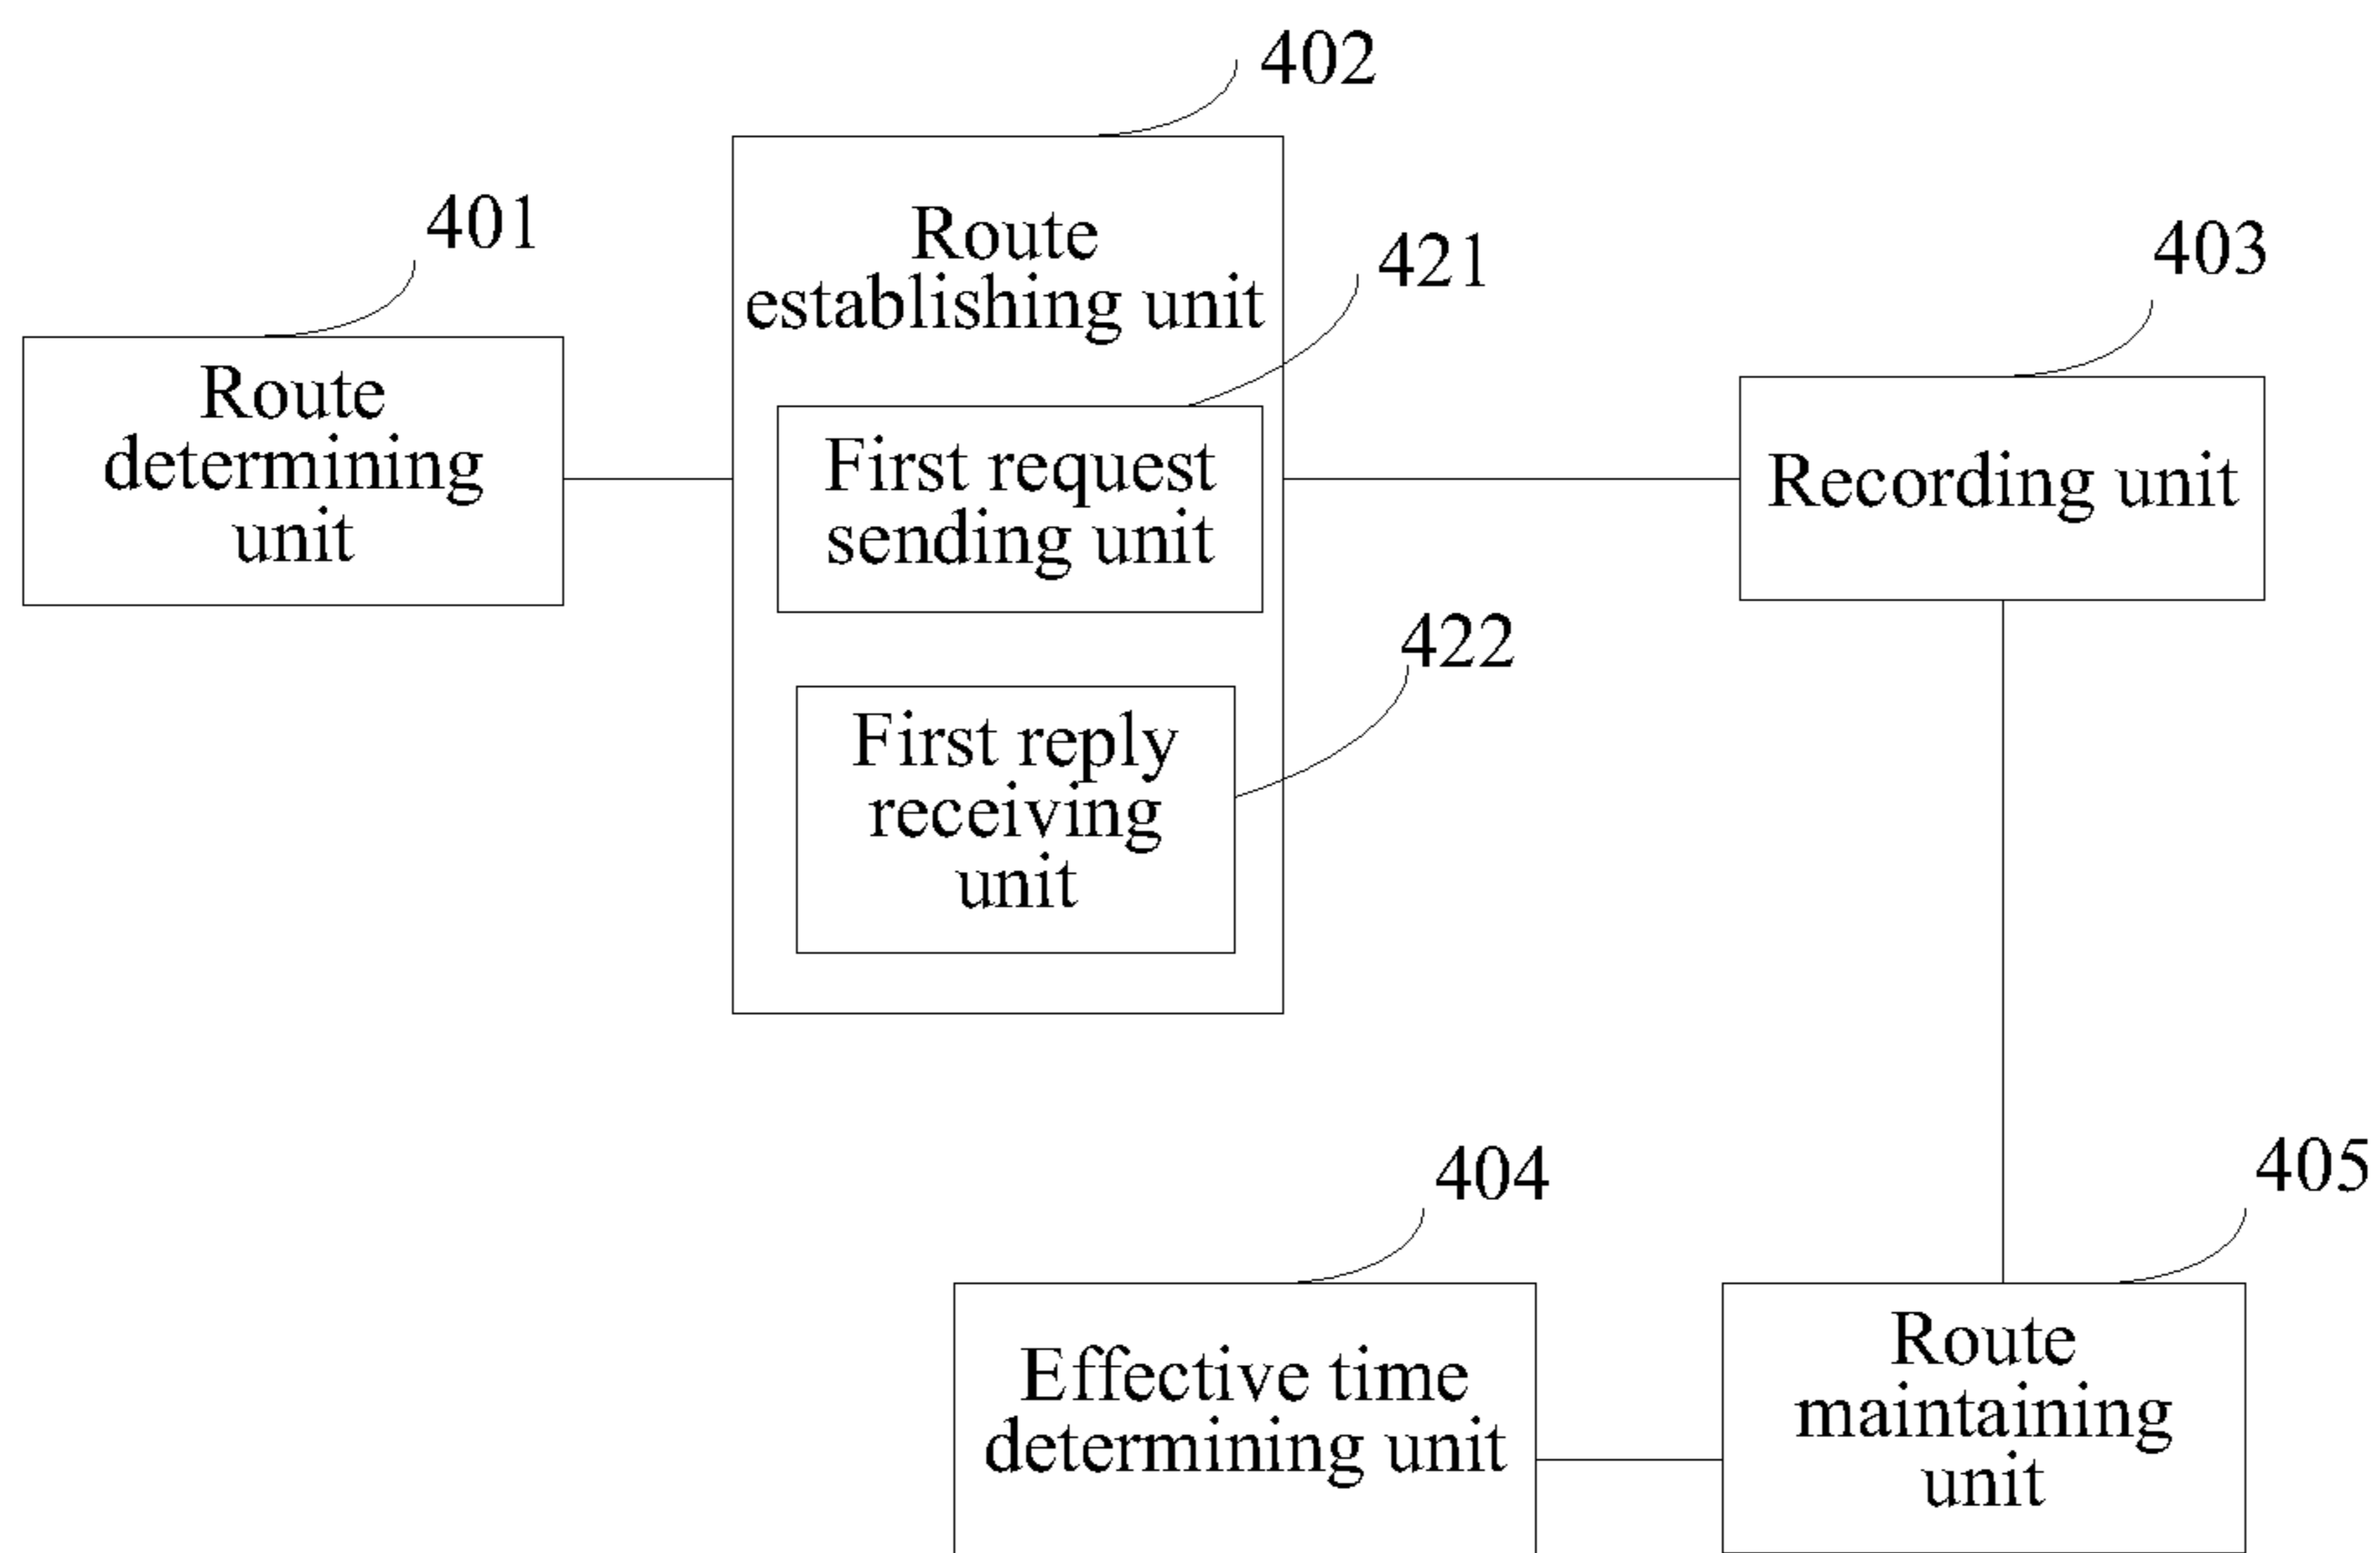 402
401
Route
establishing unit
421
403
Route
determining
unit
First request
sending unit
Recording unit
422
First reply
receiving
unit
404
405
Effective time
determining unit
Route
maintaining
unit